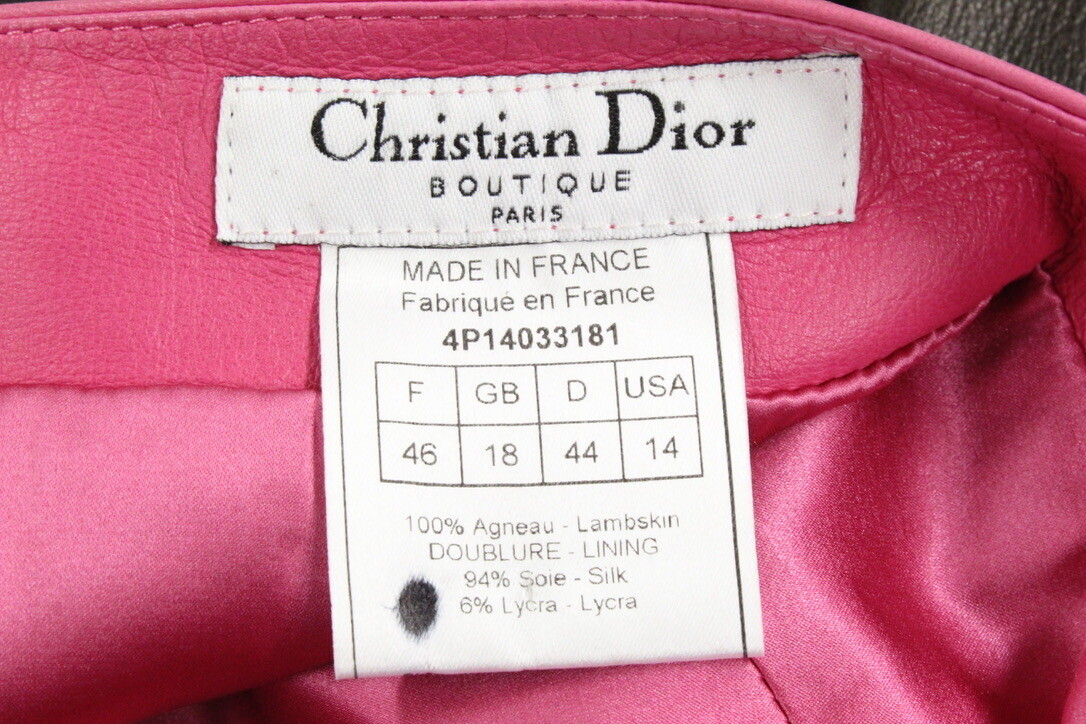 Christian Dior
BOUTIQUE
PARIS
MADE IN FRANCE
Fabriqué en France
4P14033181
F GB D USA
46 18 44 14
100% Agneau - Lambskin
DOUBLURE - LINING
94% Soie - Silk
6% Lycra - Lycra